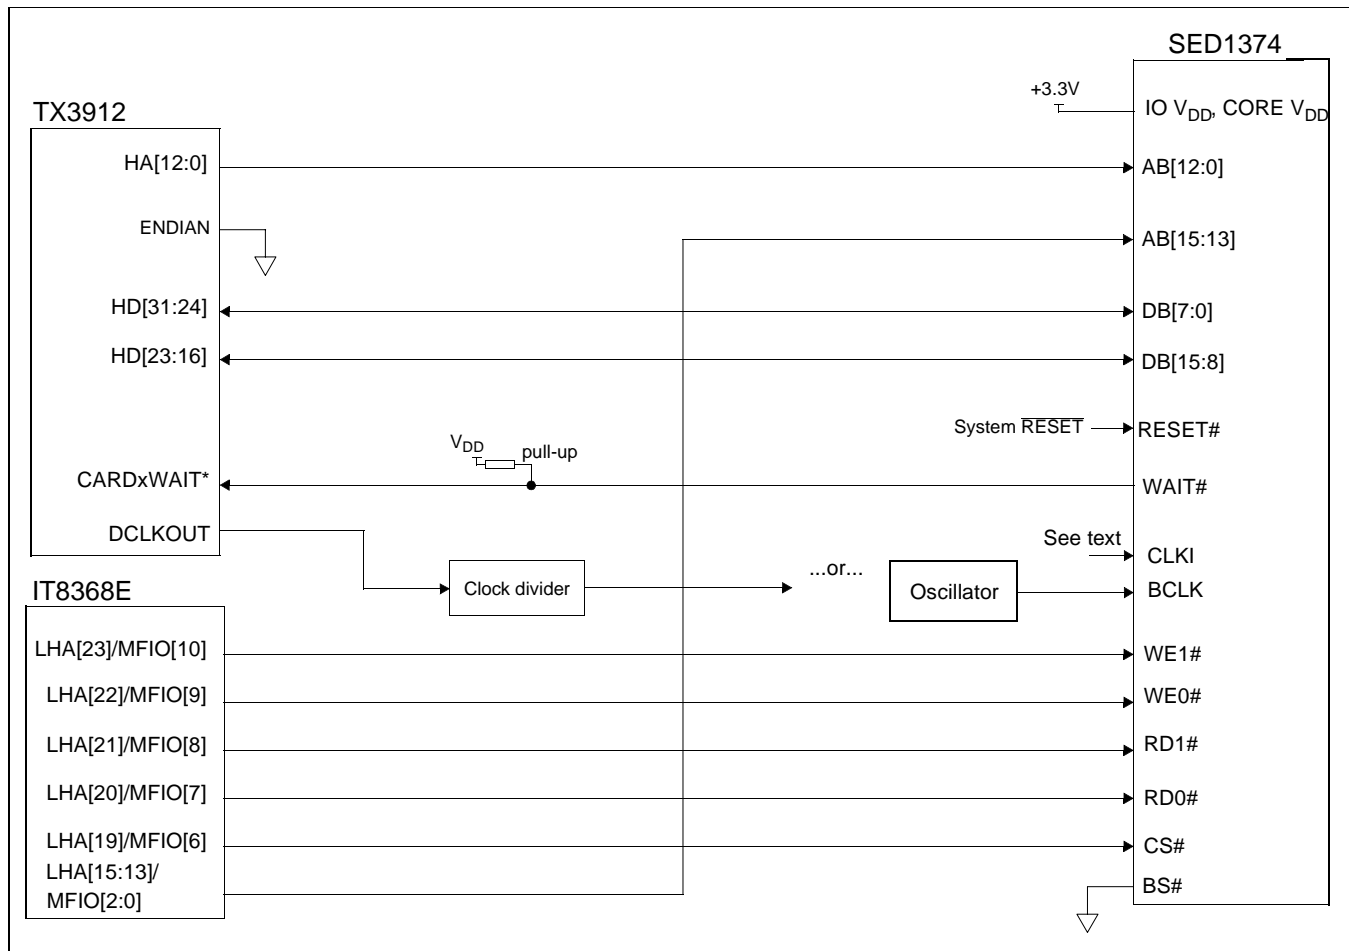 SED1374
+3.3V
IO VDD, CORE VDD
TX3912
HA[12:0]
AB[12:0]
ENDIAN
AB[15:13]
HD[31:24]
DB[7:0]
HD[23:16]
DB[15:8]
System RESET
RESET#
VDD
pull-up
CARDxWAIT*
WAIT#
DCLKOUT
See text
CLKI
...or...
IT8368E
Clock divider
Oscillator
BCLK
LHA[23]/MFIO[10]
WE1#
LHA[22]/MFIO[9]
WE0#
LHA[21]/MFIO[8]
RD1#
LHA[20]/MFIO[7]
RD0#
LHA[19]/MFIO[6]
CS#
LHA[15:13]/
MFIO[2:0]
BS#